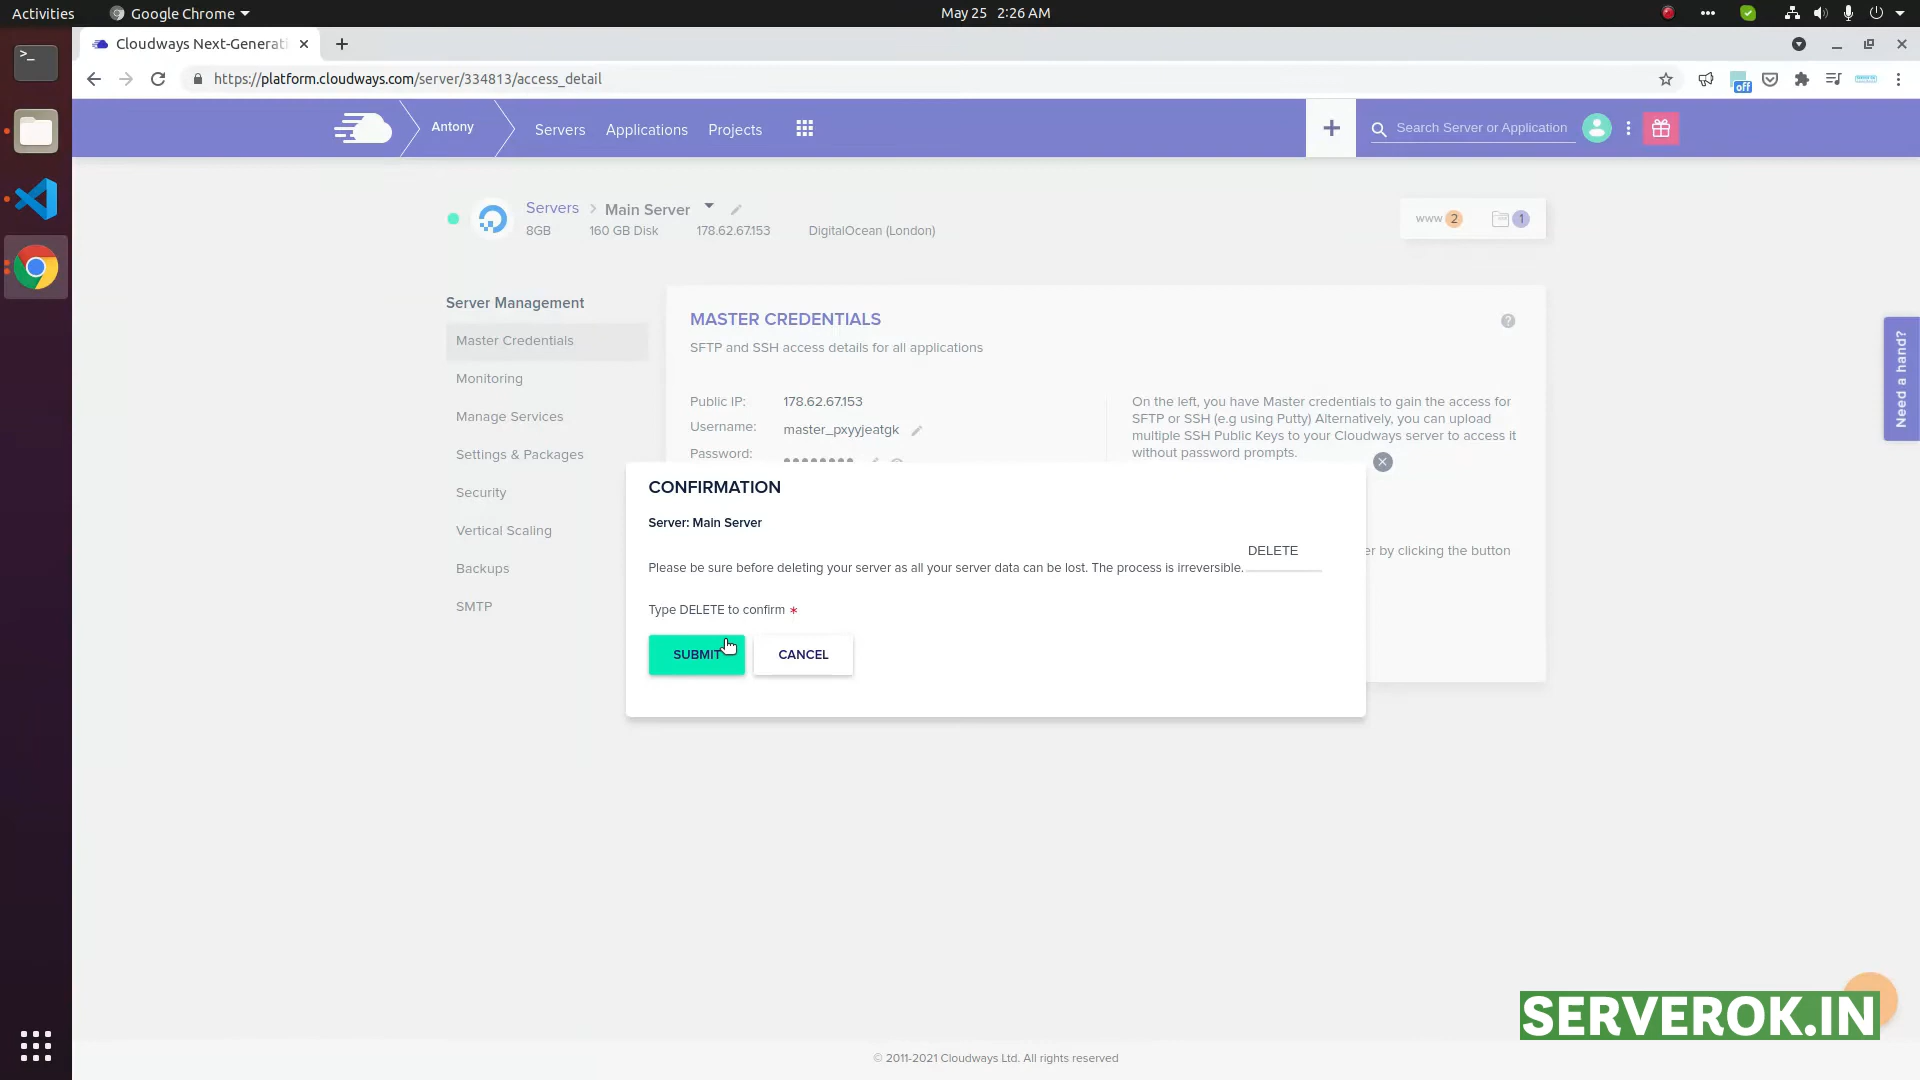 Activities Google Chrome May 25 2:26 AM
Cloudways Next-Generati
https://platform.cloudways.com/server/334813/access_detail
off
Antony Servers Applications Projects Search Server or Application
Servers Main Server
8GB 160 GB Disk 178.62.67.153 DigitalOcean (London)
www 2 1
Server Management
Master Credentials
Monitoring
Manage Services
Settings & Packages
Security
Vertical Scaling
Backups
SMTP
MASTER CREDENTIALS
SFTP and SSH access details for all applications
Public IP: 178.62.67.153
Username: master_pxyyjeatgk
Password:
On the left, you have Master credentials to gain the access for
SFTP or SSH (e.g using Putty) Alternatively, you can upload
multiple SSH Public Keys to your Cloudways server to access it
without password prompts.
er by clicking the button
Need a hand?
CONFIRMATION
Server: Main Server
Please be sure before deleting your server as all your server data can be lost. The process is irreversible. DELETE
Type DELETE to confirm *
SUBMIT CANCEL
SERVEROK.IN
© 2011-2021 Cloudways Ltd. All rights reserved